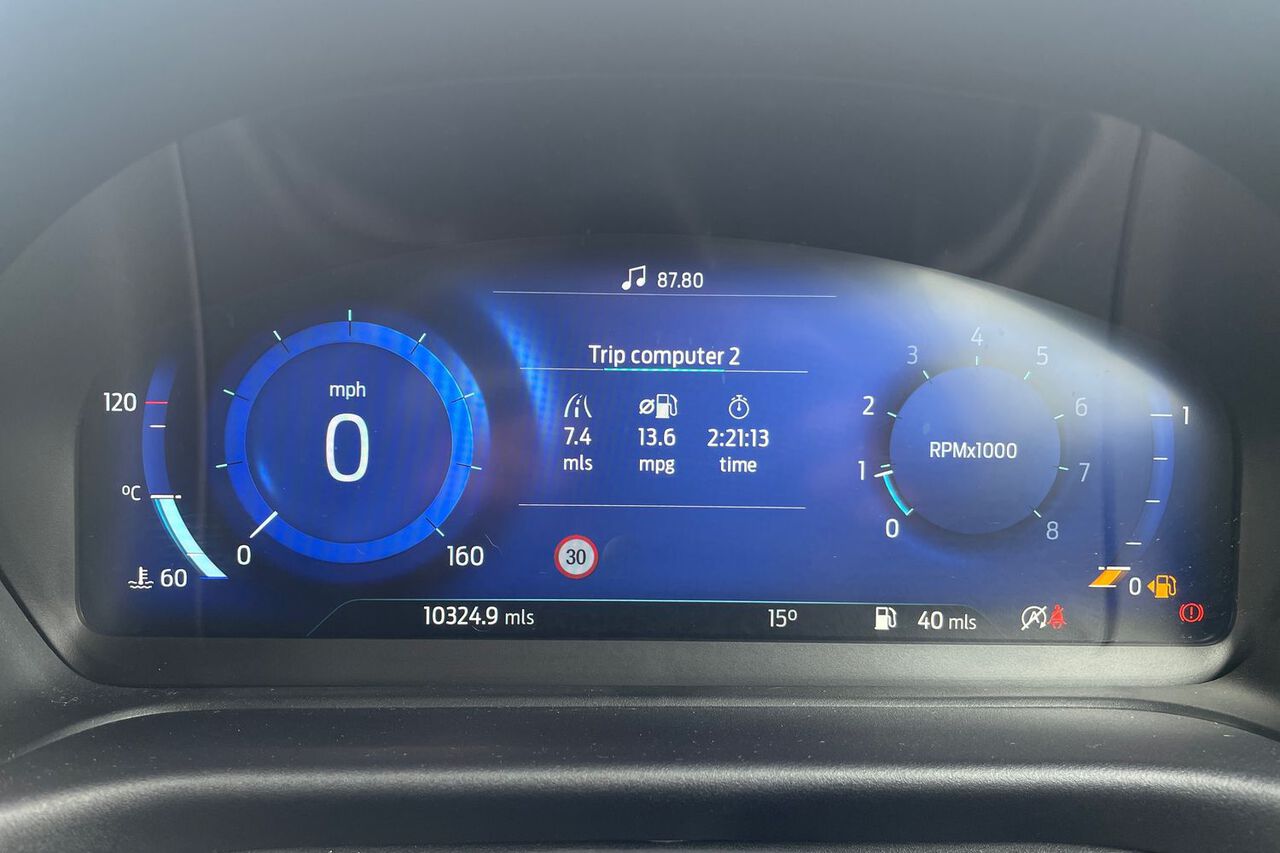 87.80
Trip computer 2
7.4 13.6 2:21:13
mls mpg time
mph
0
0 160
120
ºC
60
30
RPMx1000
0 1 2 3 4 5 6 7 8
1
0
10324.9 mls 15º 40 mls
A